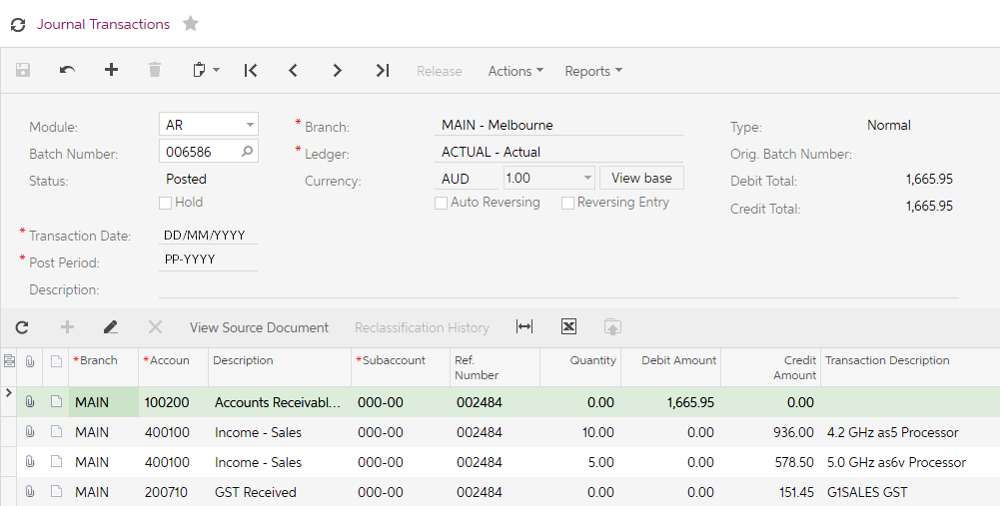 Journal Transactions
Release Actions Reports
Module: AR * Branch: MAIN - Melbourne Type: Normal
Batch Number: 006586 * Ledger: ACTUAL - Actual Orig. Batch Number:
Status: Posted Currency: AUD 1.00 View base Debit Total: 1,665.95
Hold Auto Reversing Reversing Entry Credit Total: 1,665.95
* Transaction Date: DD/MM/YYYY
* Post Period: PP-YYYY
Description:
View Source Document Reclassification History
*Branch *Accoun Description *Subaccount Ref. Number Quantity Debit Amount Credit Amount Transaction Description
MAIN 100200 Accounts Receivabl... 000-00 002484 0.00 1,665.95 0.00
MAIN 400100 Income - Sales 000-00 002484 10.00 0.00 936.00 4.2 GHz as5 Processor
MAIN 400100 Income - Sales 000-00 002484 5.00 0.00 578.50 5.0 GHz as6v Processor
MAIN 200710 GST Received 000-00 002484 0.00 0.00 151.45 G1SALES GST